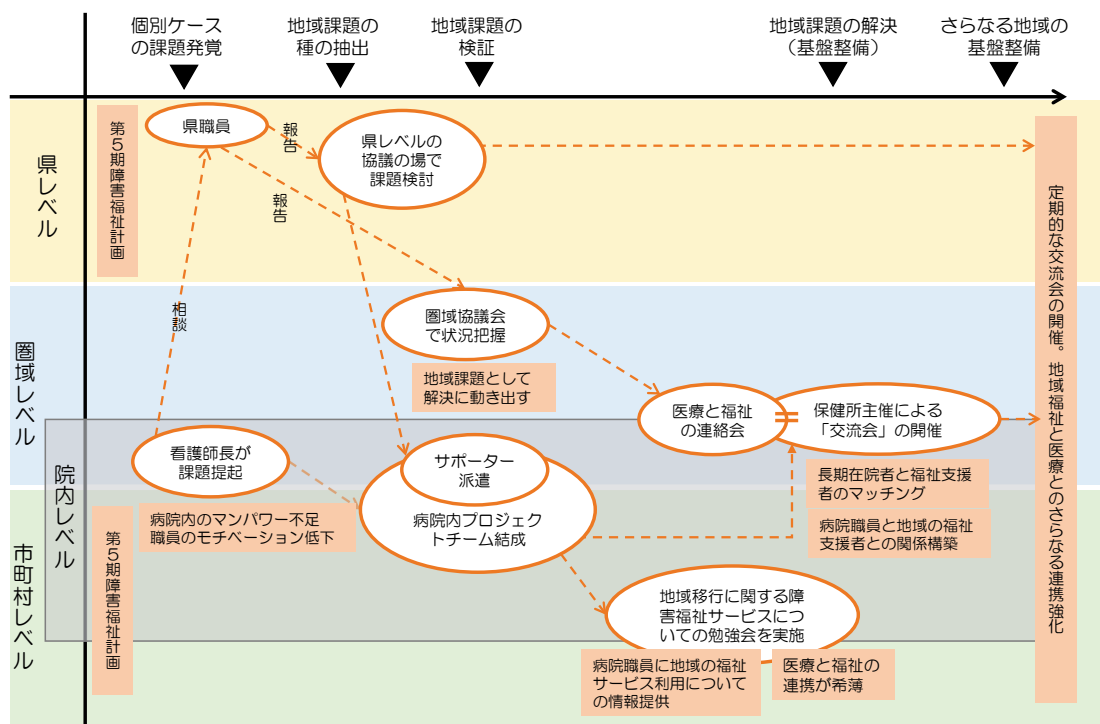 個別ケース
の課題発覚
地域課題の
種の抽出
地域課題の
検証
地域課題の解決
（基盤整備）
さらなる地域の
基盤整備
県レベル
第５期障害福祉計画
県職員
報告
県レベルの
協議の場で
課題検討
報告
定期的な交流会の開催。地域福祉と医療とのさらなる連携強化
圏域レベル
相談
圏域協議会
で状況把握
地域課題として
解決に動き出す
医療と福祉
の連絡会
保健所主催による
「交流会」の開催
院内レベル
看護師長が
課題提起
サポーター
派遣
病院内プロジェク
トチーム結成
長期在院者と福祉支援
者のマッチング
病院内のマンパワー不足
職員のモチベーション低下
病院職員と地域の福祉
支援者との関係構築
市町村レベル
第５期障害福祉計画
地域移行に関する障
害福祉サービスにつ
いての勉強会を実施
病院職員に地域の福祉
サービス利用について
の情報提供
医療と福祉の
連携が希薄